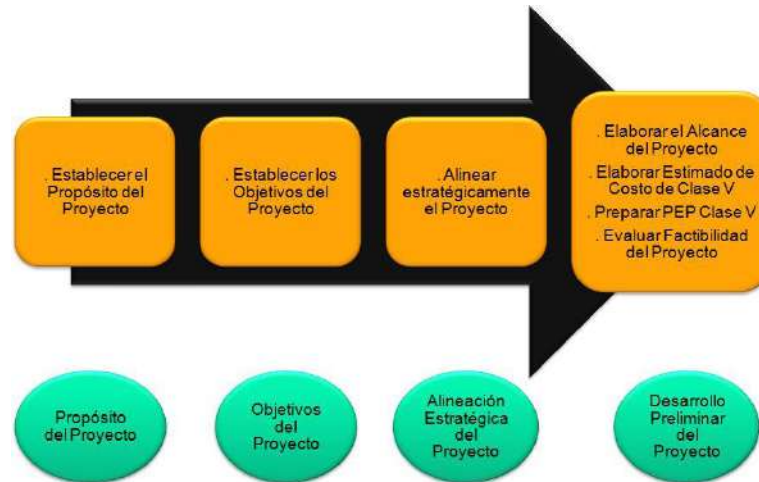 . Establecer el
Propósito del
Proyecto
. Establecer los
Objetivos del
Proyecto
. Alinear
estratégicamente
el Proyecto
. Elaborar el Alcance
del Proyecto
. Elaborar Estimado de
Costo de Clase V
. Preparar PEP Clase V
. Evaluar Factibilidad
del Proyecto
Propósito
del Proyecto
Objetivos
del
Proyecto
Alineación
Estratégica
del
Proyecto
Desarrollo
Preliminar
del
Proyecto